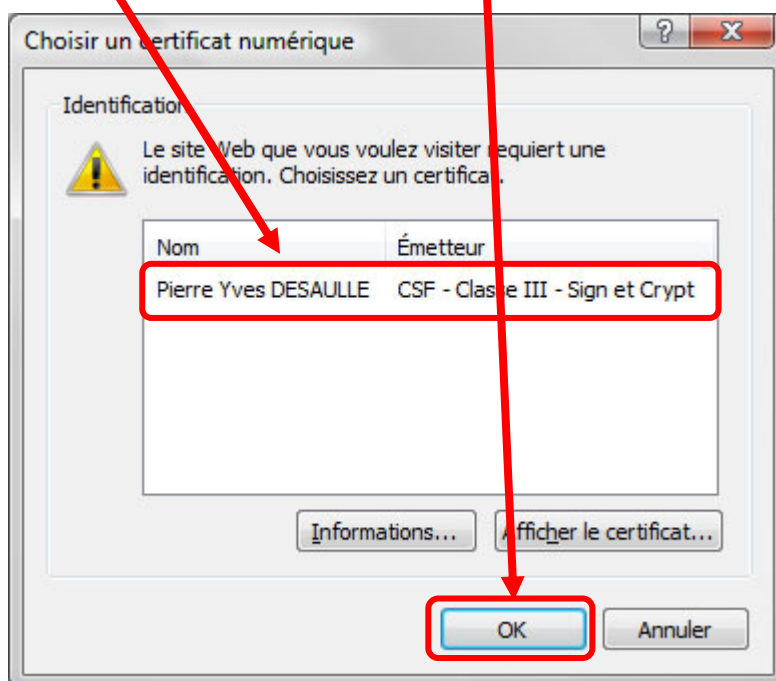 Choisir un certificat numérique
Identification
Le site Web que vous voulez visiter requiert une
identification. Choisissez un certificat.
Nom Émetteur
Pierre Yves DESAULLE CSF - Classe III - Sign et Crypt
Informations... Afficher le certificat...
OK Annuler